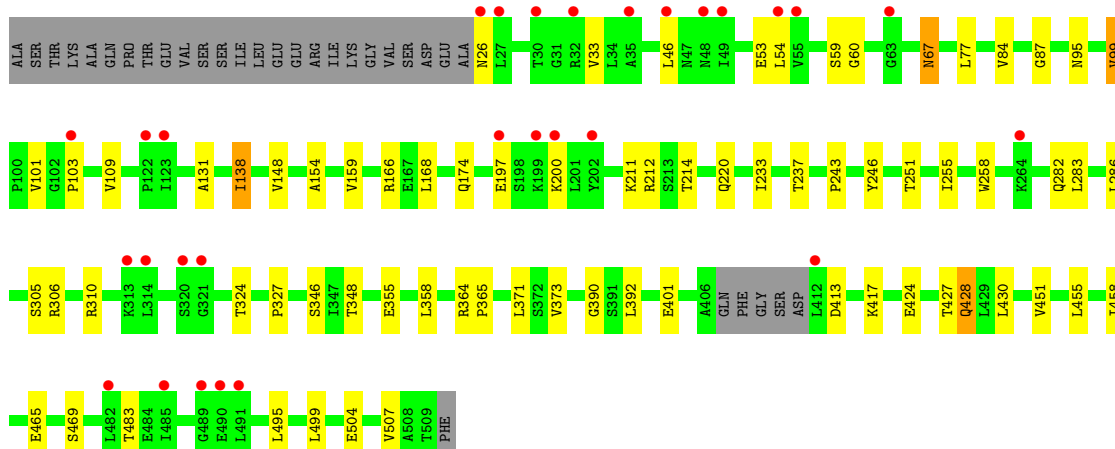 ALA SER THR LYS ALA GLN PRO THR GLU VAL SER SER ILE LEU GLU GLU ARG ILE LYS GLY VAL SER ASP GLU ALA N26 L27 T30 G31 R32 V33 L34 A35 L46 N47 N48 I49 E53 L54 V55 S59 G60 G63 N67 L77 V84 G87 N95 V99
P100 V101 G102 P103 V109 P122 I123 A131 I138 V148 A154 V159 R166 E167 L168 Q174 E197 S198 K199 K200 L201 Y202 K211 R212 S213 T214 Q220 I233 T237 P243 Y246 T251 I255 W258 K264 Q282 L283 L286
S305 R306 R310 K313 L314 S320 G321 T324 P327 S346 I347 T348 E355 L358 R364 P365 L371 S372 V373 G390 S391 L392 E401 A406 GLN PHE GLY SER ASP L412 D413 K417 E424 T427 Q428 L429 L430 V451 L455 I458
E465 S469 L482 T483 E484 I485 G489 E490 L491 L495 L499 E504 V507 A508 T509 PHE